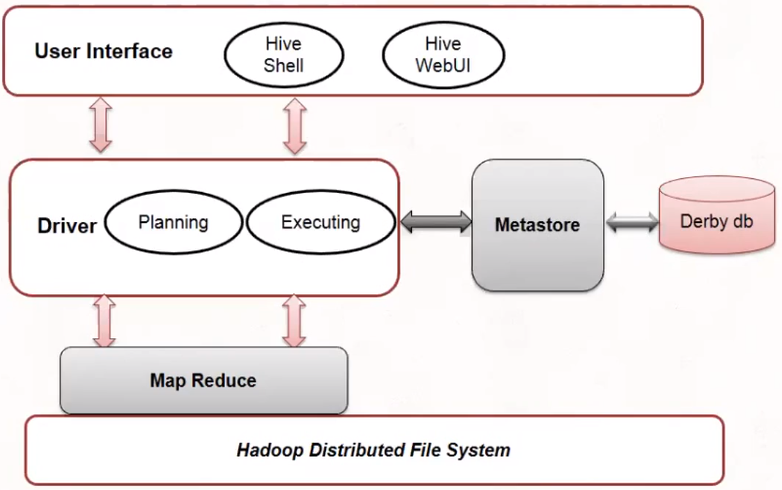 User Interface
Hive
Shell
Hive
WebUI
Driver
Planning
Executing
Metastore
Derby db
Map Reduce
Hadoop Distributed File System